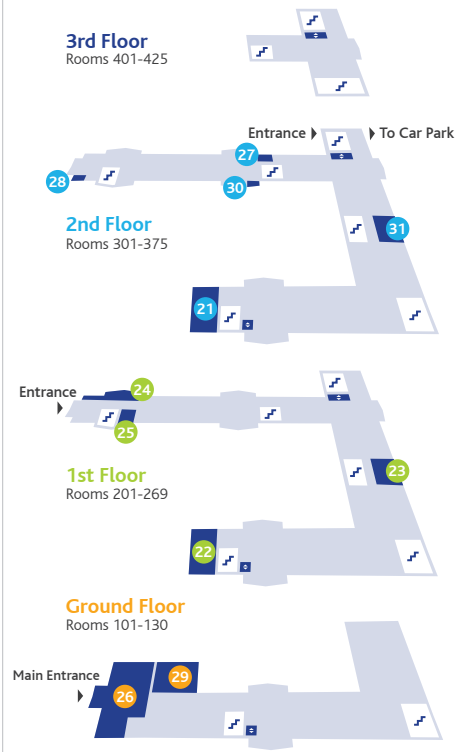 3rd Floor
Rooms 401-425
Entrance
To Car Park
27
28
30
2nd Floor
Rooms 301-375
31
21
Entrance
24
25
1st Floor
Rooms 201-269
23
22
Ground Floor
Rooms 101-130
Main Entrance
29
26